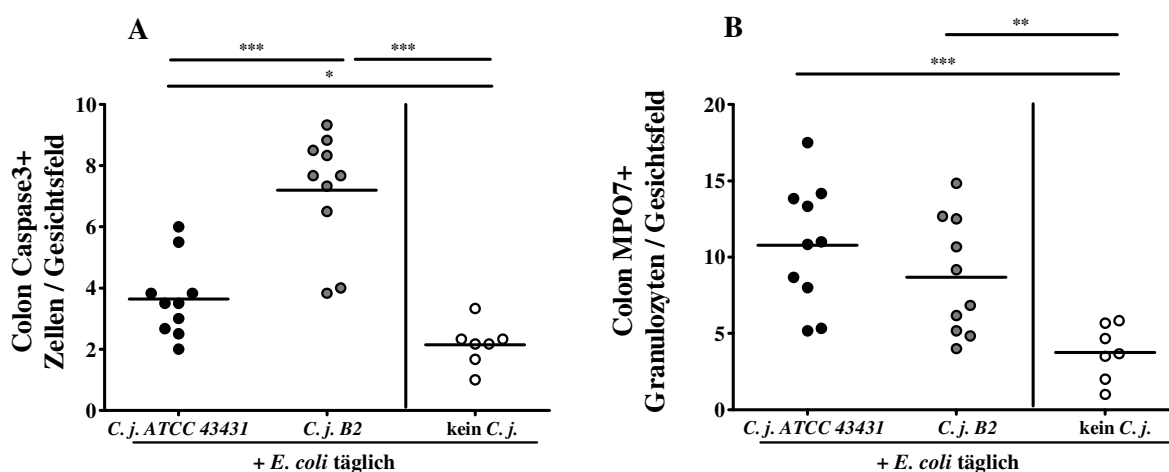 A
***
***
*
Colon Caspase3+
Zellen / Gesichtsfeld
10
8
6
4
2
0
C. j. ATCC 43431
C. j. B2
kein C. j.
+ E. coli täglich
B
**
***
Colon MPO7+
Granulozyten / Gesichtsfeld
20
15
10
5
0
C. j. ATCC 43431
C. j. B2
kein C. j.
+ E. coli täglich